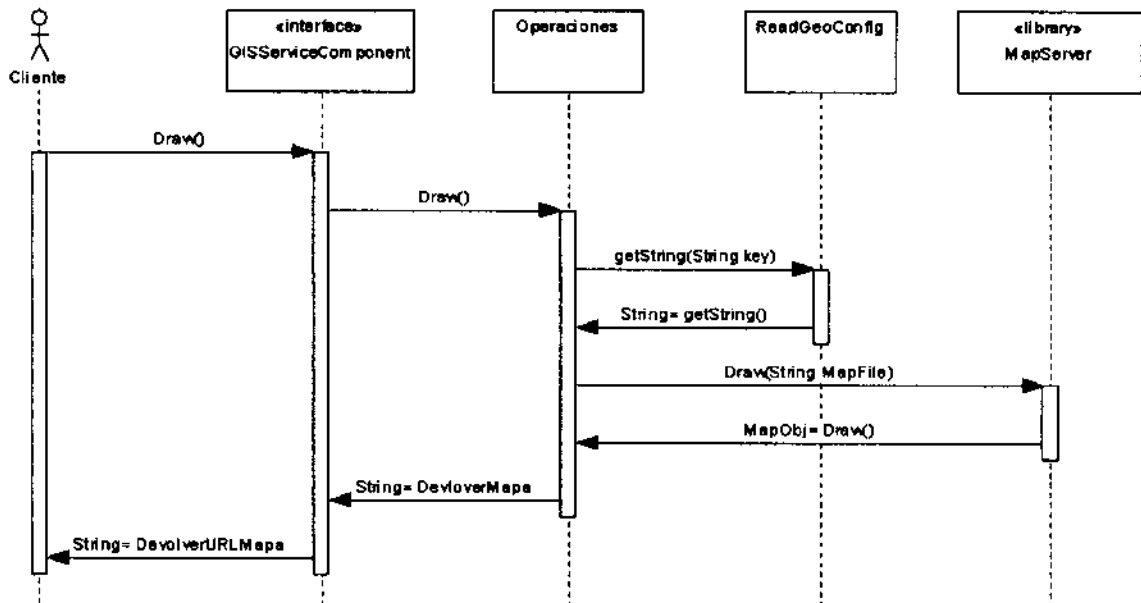 Cliente
«interface»
GISServiceComponent
Operaciones
ReadGeoConfig
«library»
MapServer
Draw()
Draw()
getString(String key)
String= getString()
Draw(String MapFile)
MapObj= Draw()
String= DevloverMapa
String= DevolverURLMapa